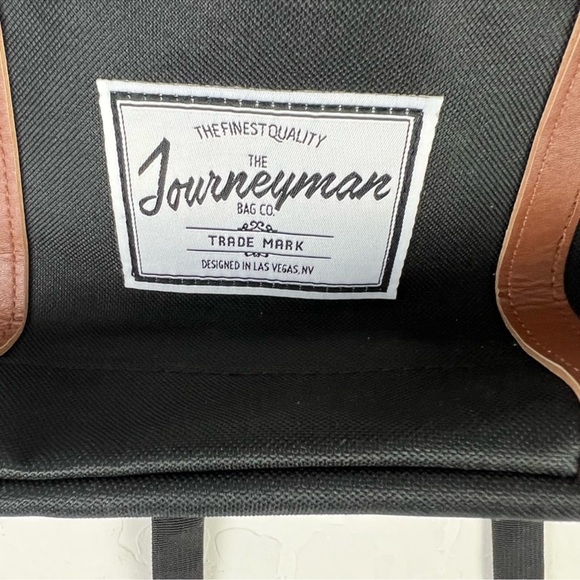 THE FINEST QUALITY
THE
Journeyman
BAG CO.
TRADE MARK
DESIGNED IN LAS VEGAS, NV